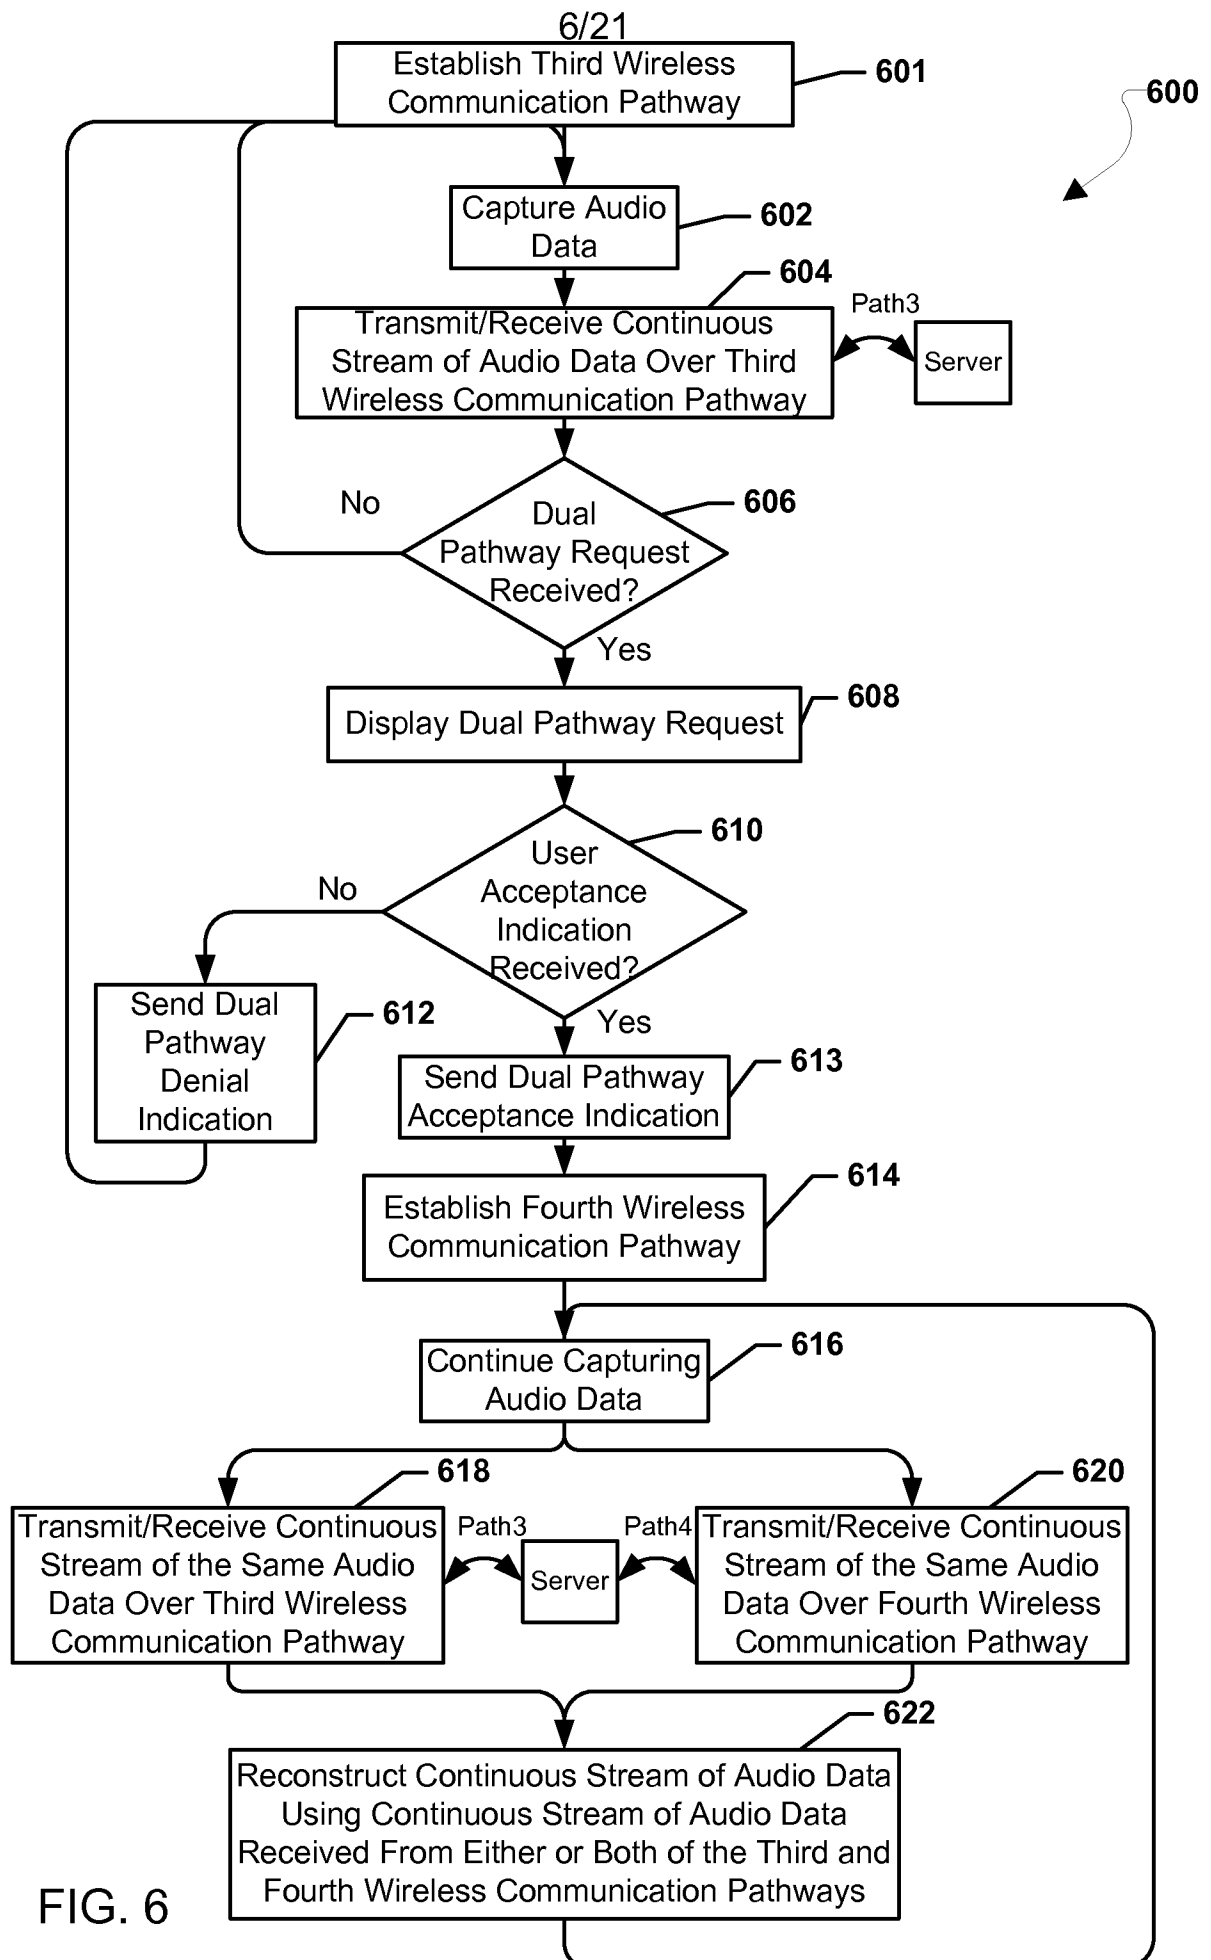 6/21
Establish Third Wireless
Communication Pathway
601
600
Capture Audio
Data
602
604
Transmit/Receive Continuous
Stream of Audio Data Over Third
Wireless Communication Pathway
Path3
Server
No
Dual
Pathway Request
Received?
606
Yes
Display Dual Pathway Request
608
User
Acceptance
Indication
Received?
610
No
Send Dual
Pathway
Denial
Indication
612
Yes
Send Dual Pathway
Acceptance Indication
613
Establish Fourth Wireless
Communication Pathway
614
Continue Capturing
Audio Data
616
618
Transmit/Receive Continuous
Stream of the Same Audio
Data Over Third Wireless
Communication Pathway
Path3
Server
Path4
620
Transmit/Receive Continuous
Stream of the Same Audio
Data Over Fourth Wireless
Communication Pathway
622
Reconstruct Continuous Stream of Audio Data
Using Continuous Stream of Audio Data
Received From Either or Both of the Third and
Fourth Wireless Communication Pathways
FIG. 6